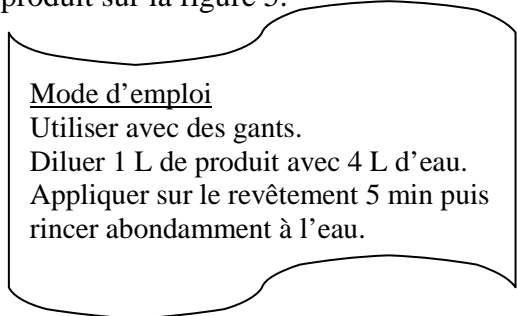 produit sur la figure 5.
Mode d'emploi
Utiliser avec des gants.
Diluer 1 L de produit avec 4 L d'eau.
Appliquer sur le revêtement 5 min puis
rincer abondamment à l'eau.